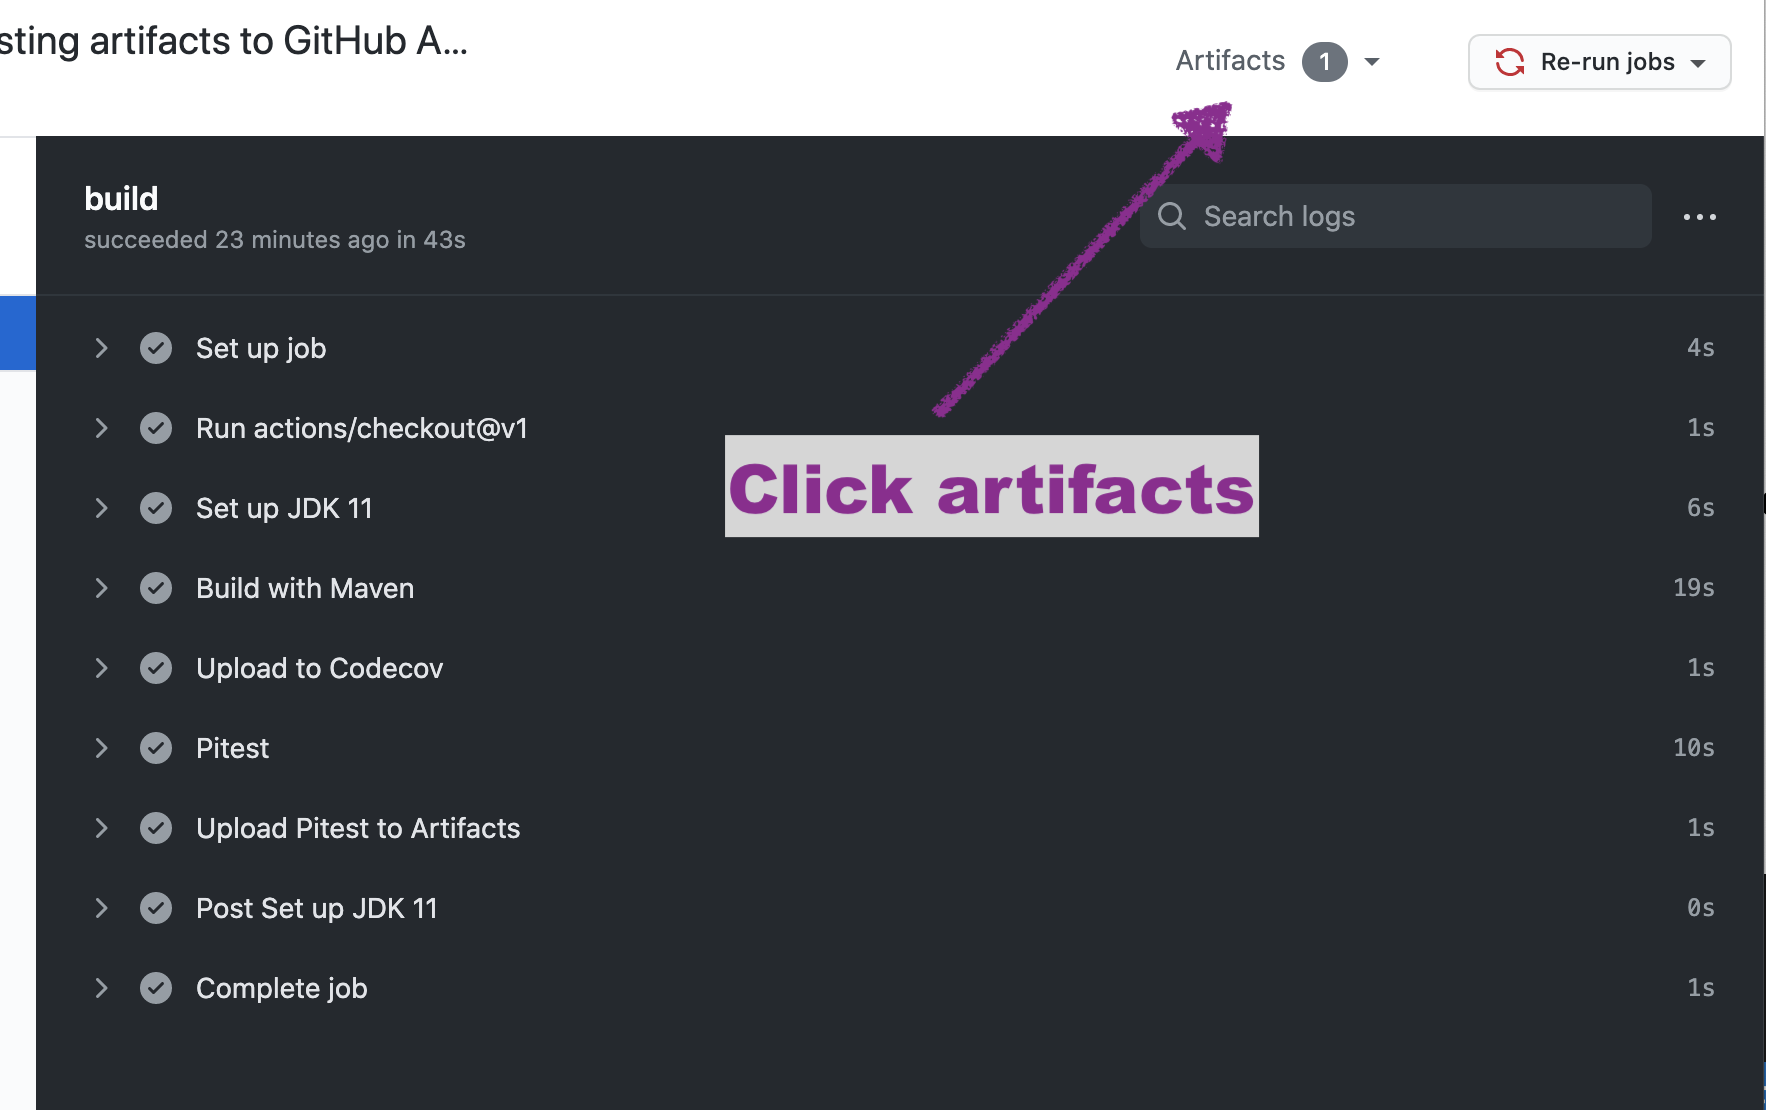 sting artifacts to GitHub A...
Artifacts 1
Re-run jobs
build
succeeded 23 minutes ago in 43s
Search logs
Set up job 4s
Run actions/checkout@v1 1s
Click artifacts
Set up JDK 11 6s
Build with Maven 19s
Upload to Codecov 1s
Pitest 10s
Upload Pitest to Artifacts 1s
Post Set up JDK 11 0s
Complete job 1s